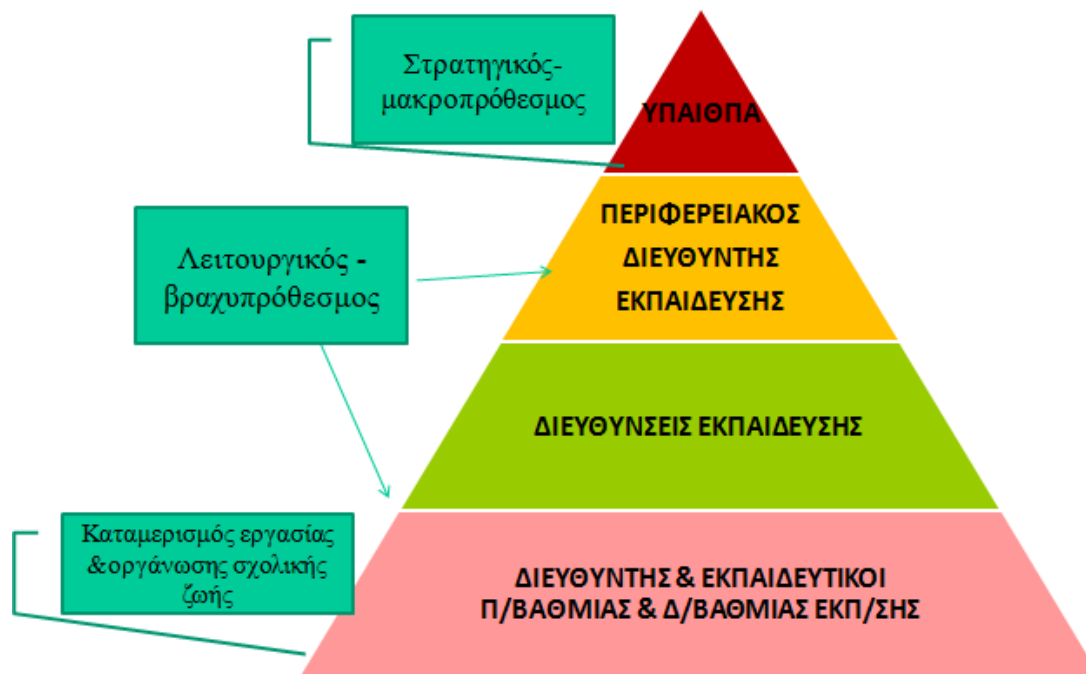 Στρατηγικός-
μακροπρόθεσμος
ΥΠΑΙΘΠΑ
ΠΕΡΙΦΕΡΕΙΑΚΟΣ
ΔΙΕΥΘΥΝΤΗΣ
ΕΚΠΑΙΔΕΥΣΗΣ
Λειτουργικός -
βραχυπρόθεσμος
ΔΙΕΥΘΥΝΣΕΙΣ ΕΚΠΑΙΔΕΥΣΗΣ
Καταμερισμός εργασίας
&οργάνωσης σχολικής
ζωής
ΔΙΕΥΘΥΝΤΗΣ & ΕΚΠΑΙΔΕΥΤΙΚΟΙ
Π/ΒΑΘΜΙΑΣ & Δ/ΒΑΘΜΙΑΣ ΕΚΠ/ΣΗΣ